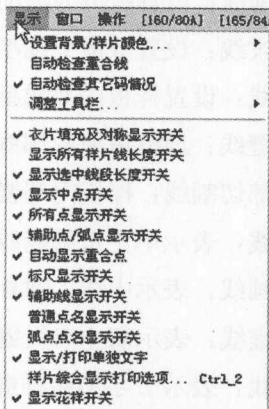 显示 窗口 操作 [160/80A] [165/84
设置背景/样片颜色...
自动检查重合线
✓ 自动检查其它码情况
调整工具栏...
✓ 衣片填充及对称显示开关
显示所有样片线长度开关
✓ 显示选中线段长度开关
✓ 显示中点开关
✓ 所有点显示开关
✓ 辅助点/弧点显示开关
✓ 自动显示重合点
✓ 标尺显示开关
✓ 辅助线显示开关
普通点名显示开关
弧点点名显示开关
✓ 显示/打印单独文字
样片综合显示打印选项... Ctrl_2
✓ 显示花样开关